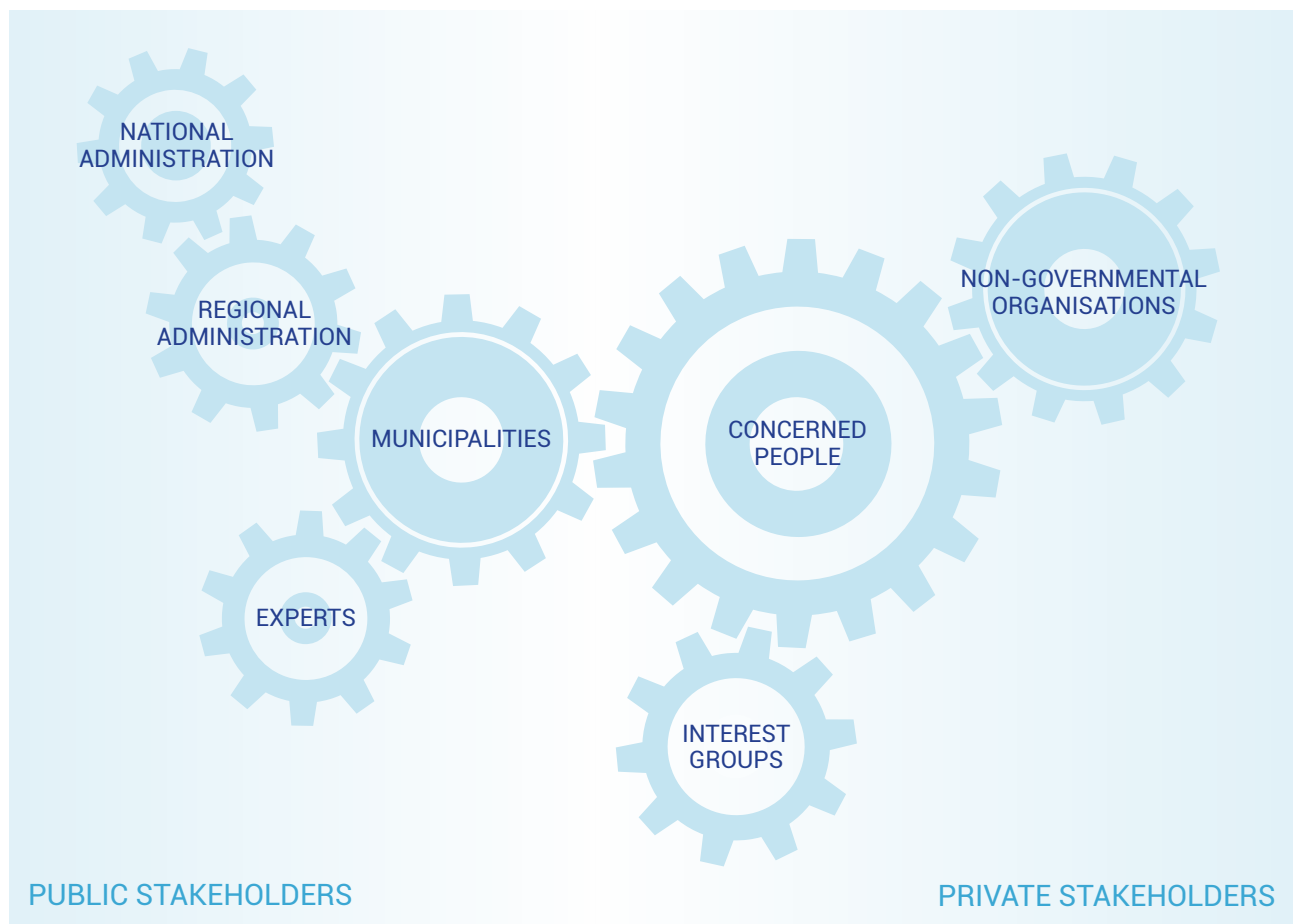 NATIONAL
ADMINISTRATION
REGIONAL
ADMINISTRATION
MUNICIPALITIES
EXPERTS
CONCERNED
PEOPLE
NON-GOVERNMENTAL
ORGANISATIONS
INTEREST
GROUPS
PUBLIC STAKEHOLDERS
PRIVATE STAKEHOLDERS